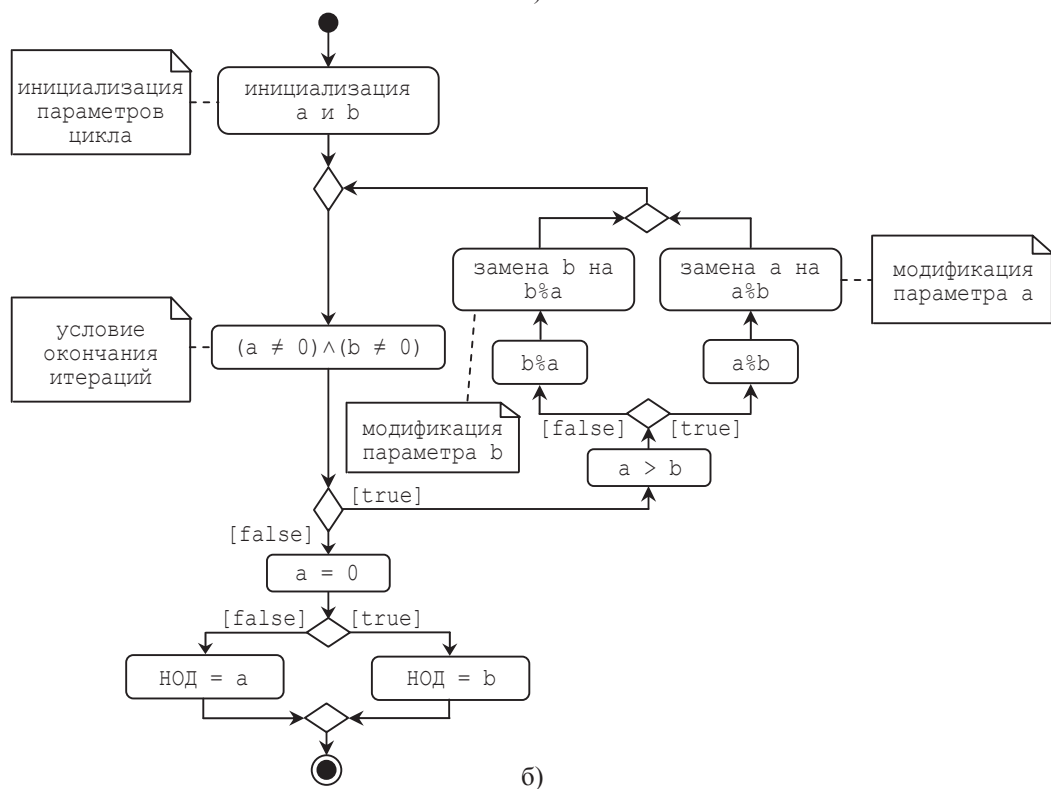 )
инициализация
параметров
цикла
инициализация
a и b
замена b на
b%a
замена a на
a%b
модификация
параметра a
условие
окончания
итераций
(a ≠ 0)∧(b ≠ 0)
b%a
a%b
[false]
[true]
модификация
параметра b
a > b
[true]
[false]
a = 0
[false]
[true]
НОД = a
НОД = b
б)